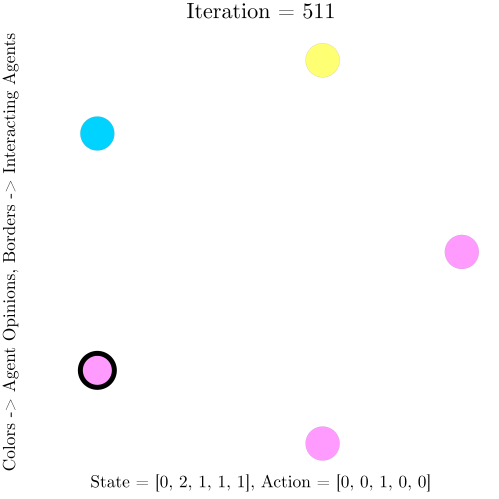 Iteration = 511
Colors -> Agent Opinions, Borders -> Interacting Agents
State = [0, 2, 1, 1, 1], Action = [0, 0, 1, 0, 0]